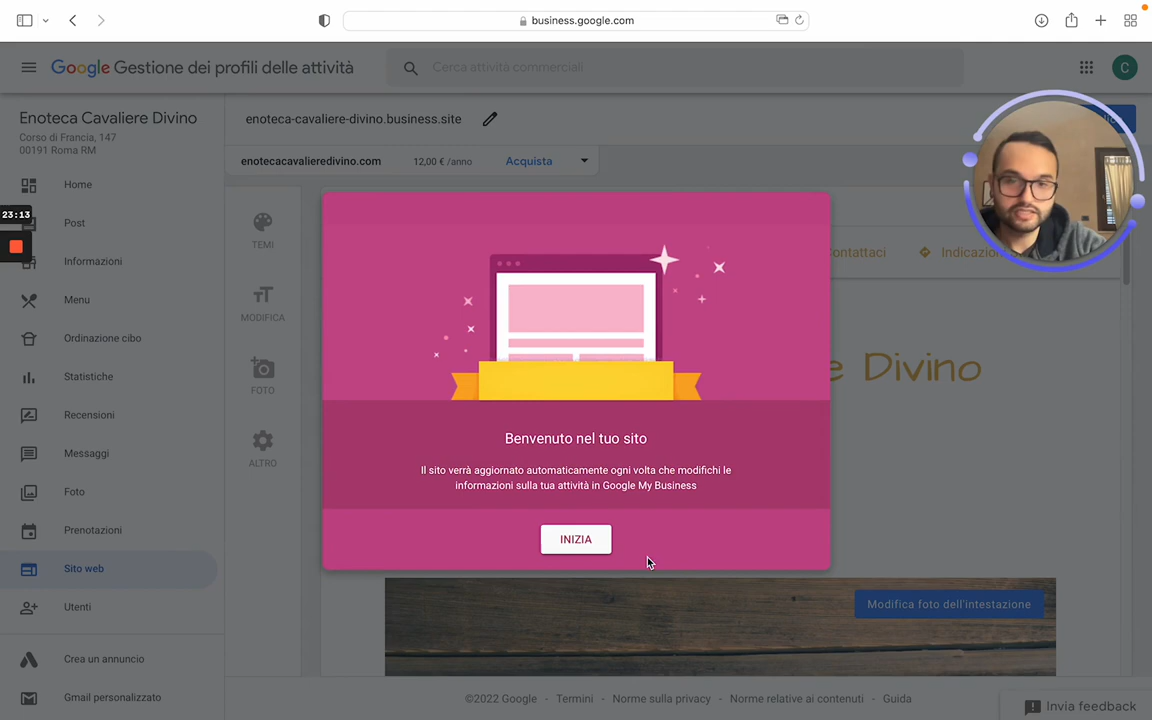 business.google.com
Google Gestione dei profili delle attività
Cerca attività commerciali
C
Enoteca Cavaliere Divino
Corso di Francia, 147
00191 Roma RM
enoteca-cavaliere-divino.business.site
enotecacavalieredivino.com
12,00 € /anno
Acquista
Home
23:13
Post
Informazioni
Menu
Ordinazione cibo
Statistiche
Recensioni
Messaggi
Foto
Prenotazioni
Sito web
Utenti
Crea un annuncio
Gmail personalizzato
TEMI
MODIFICA
FOTO
ALTRO
Divino
Benvenuto nel tuo sito
Il sito verrà aggiornato automaticamente ogni volta che modifichi le
informazioni sulla tua attività in Google My Business
INIZIA
Modifica foto dell'intestazione
©2022 Google - Termini - Norme sulla privacy - Norme relative ai contenuti - Guida
Invia feedback